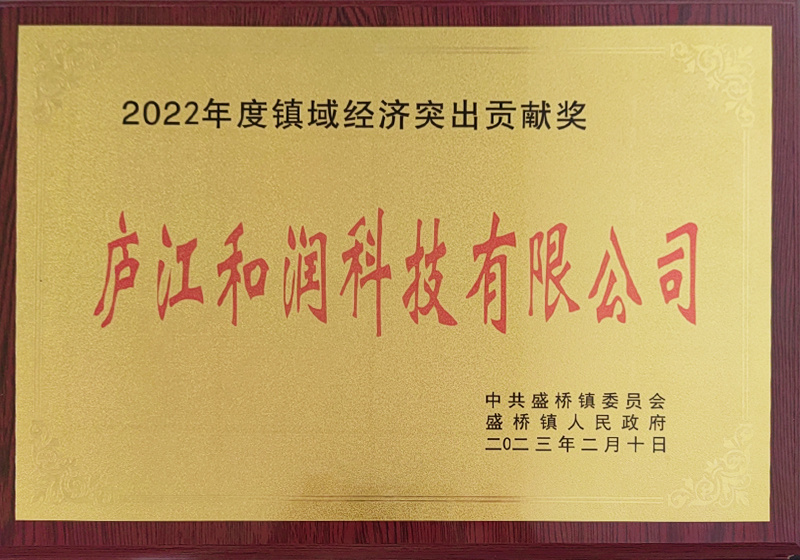 2022年度镇域经济突出贡献奖
庐江和润科技有限公司
中共盛桥镇委员会
盛桥镇人民政府
二0二三年二月十日